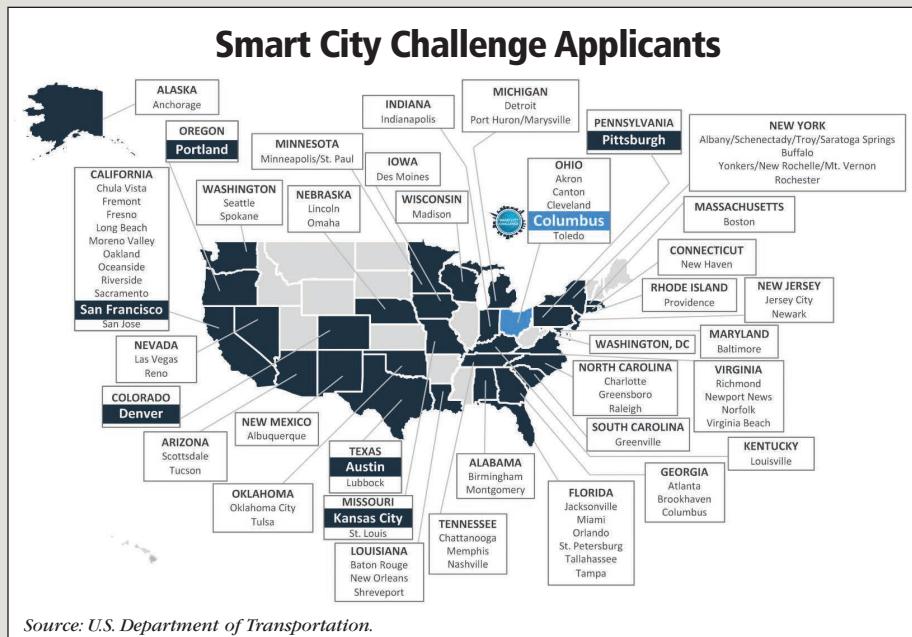 Smart City Challenge Applicants
ALASKA
Anchorage
OREGON
Portland
CALIFORNIA
Chula Vista
Fremont
Fresno
Long Beach
Moreno Valley
Oakland
Oceanside
Riverside
Sacramento
San Francisco
San Jose
WASHINGTON
Seattle
Spokane
MINNESOTA
Minneapolis/St. Paul
NEBRASKA
Lincoln
Omaha
IOWA
Des Moines
WISCONSIN
Madison
INDIANA
Indianapolis
MICHIGAN
Detroit
Port Huron/Marysville
OHIO
Akron
Canton
Cleveland
Columbus
Toledo
PENNSYLVANIA
Pittsburgh
NEW YORK
Albany/Schenectady/Troy/Saratoga Springs
Buffalo
Yonkers/New Rochelle/Mt. Vernon
Rochester
MASSACHUSETTS
Boston
CONNECTICUT
New Haven
RHODE ISLAND
Providence
NEW JERSEY
Jersey City
Newark
WASHINGTON, DC
MARYLAND
Baltimore
NORTH CAROLINA
Charlotte
Greensboro
Raleigh
VIRGINIA
Richmond
Newport News
Norfolk
Virginia Beach
SOUTH CAROLINA
Greenville
KENTUCKY
Louisville
GEORGIA
Atlanta
Brookhaven
Columbus
NEVADA
Las Vegas
Reno
COLORADO
Denver
ARIZONA
Scottsdale
Tucson
NEW MEXICO
Albuquerque
OKLAHOMA
Oklahoma City
Tulsa
TEXAS
Austin
Lubbock
MISSOURI
Kansas City
St. Louis
LOUISIANA
Baton Rouge
New Orleans
Shreveport
ALABAMA
Birmingham
Montgomery
TENNESSEE
Chattanooga
Memphis
Nashville
FLORIDA
Jacksonville
Miami
Orlando
St. Petersburg
Tallahassee
Tampa
Source: U.S. Department of Transportation.